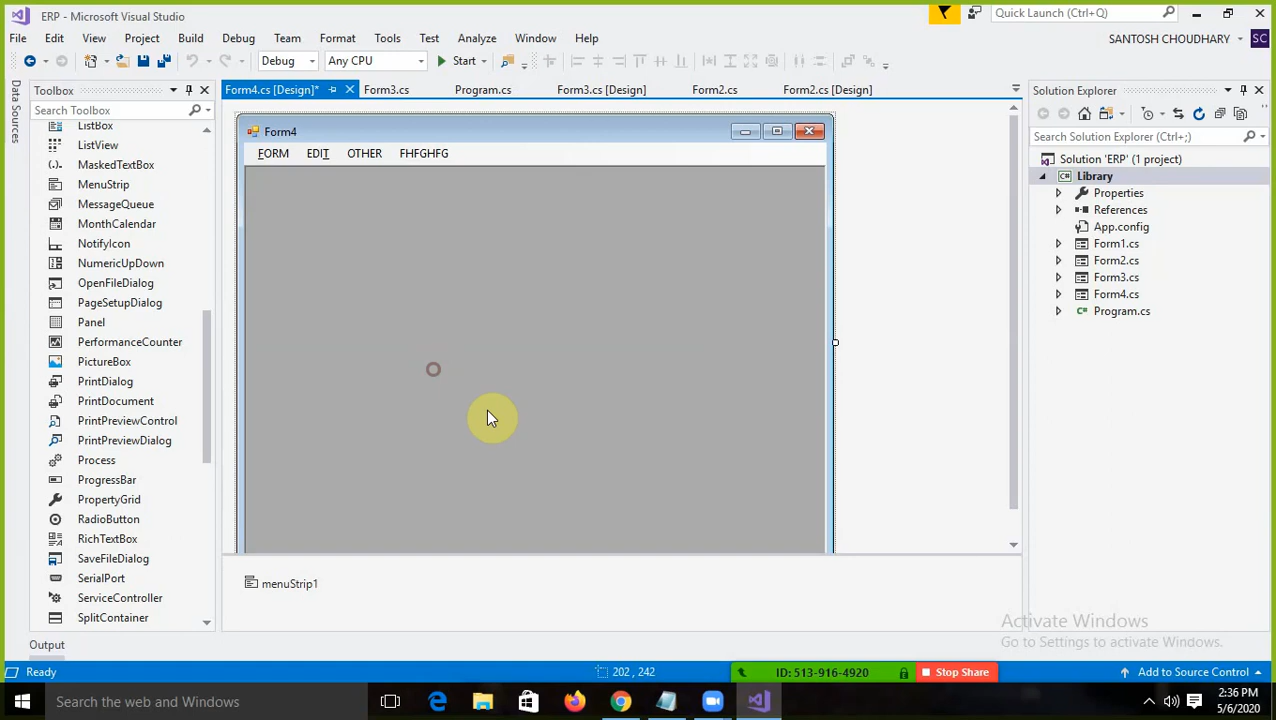 ERP - Microsoft Visual Studio
Quick Launch (Ctrl+Q)
File Edit View Project Build Debug Team Format Tools Test Analyze Window Help
SANTOSH CHOUDHARY SC
Debug Any CPU Start
Data Sources
Toolbox
Search Toolbox
ListBox
ListView
MaskedTextBox
MenuStrip
MessageQueue
MonthCalendar
NotifyIcon
NumericUpDown
OpenFileDialog
PageSetupDialog
Panel
PerformanceCounter
PictureBox
PrintDialog
PrintDocument
PrintPreviewControl
PrintPreviewDialog
Process
ProgressBar
PropertyGrid
RadioButton
RichTextBox
SaveFileDialog
SerialPort
ServiceController
SplitContainer
Form4.cs [Design]* Form3.cs Program.cs Form3.cs [Design] Form2.cs Form2.cs [Design]
Form4
FORM EDIT OTHER FHFGHFG
menuStrip1
Solution Explorer
Search Solution Explorer (Ctrl+;)
Solution 'ERP' (1 project)
C# Library
Properties
References
App.config
Form1.cs
Form2.cs
Form3.cs
Form4.cs
C# Program.cs
Activate Windows
Go to Settings to activate Windows.
Output
Ready
202 , 242
ID: 513-916-4920
Stop Share
Add to Source Control
Search the web and Windows
2:36 PM
5/6/2020